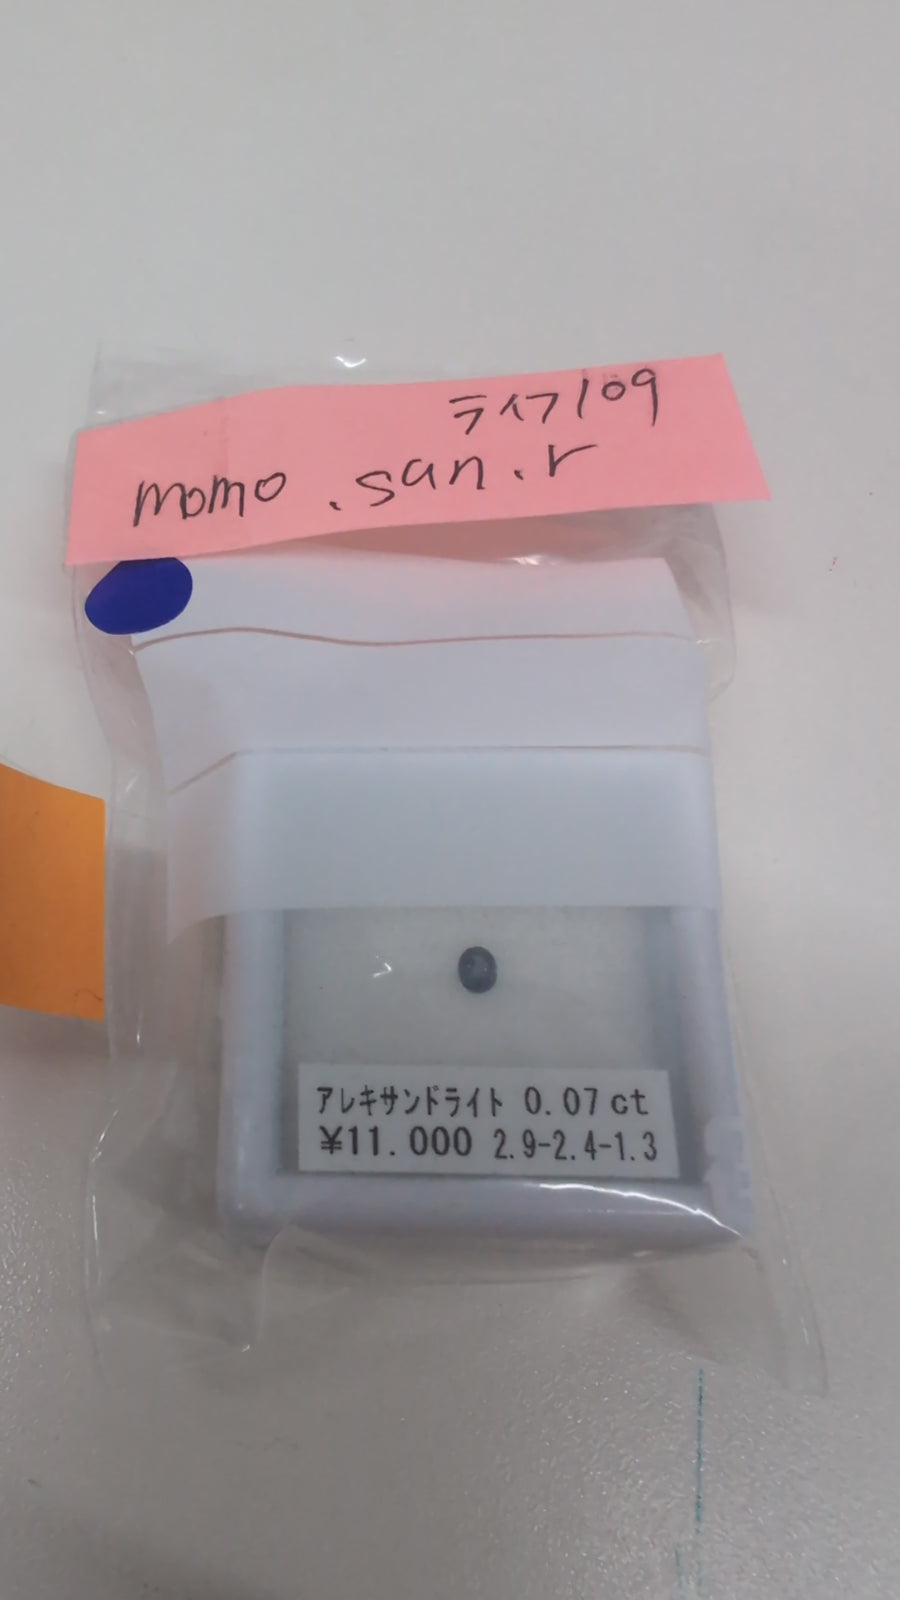 ライフ109
momo.san.r
アレキサンドライト 0.07ct
¥11.000 2.9-2.4-1.3